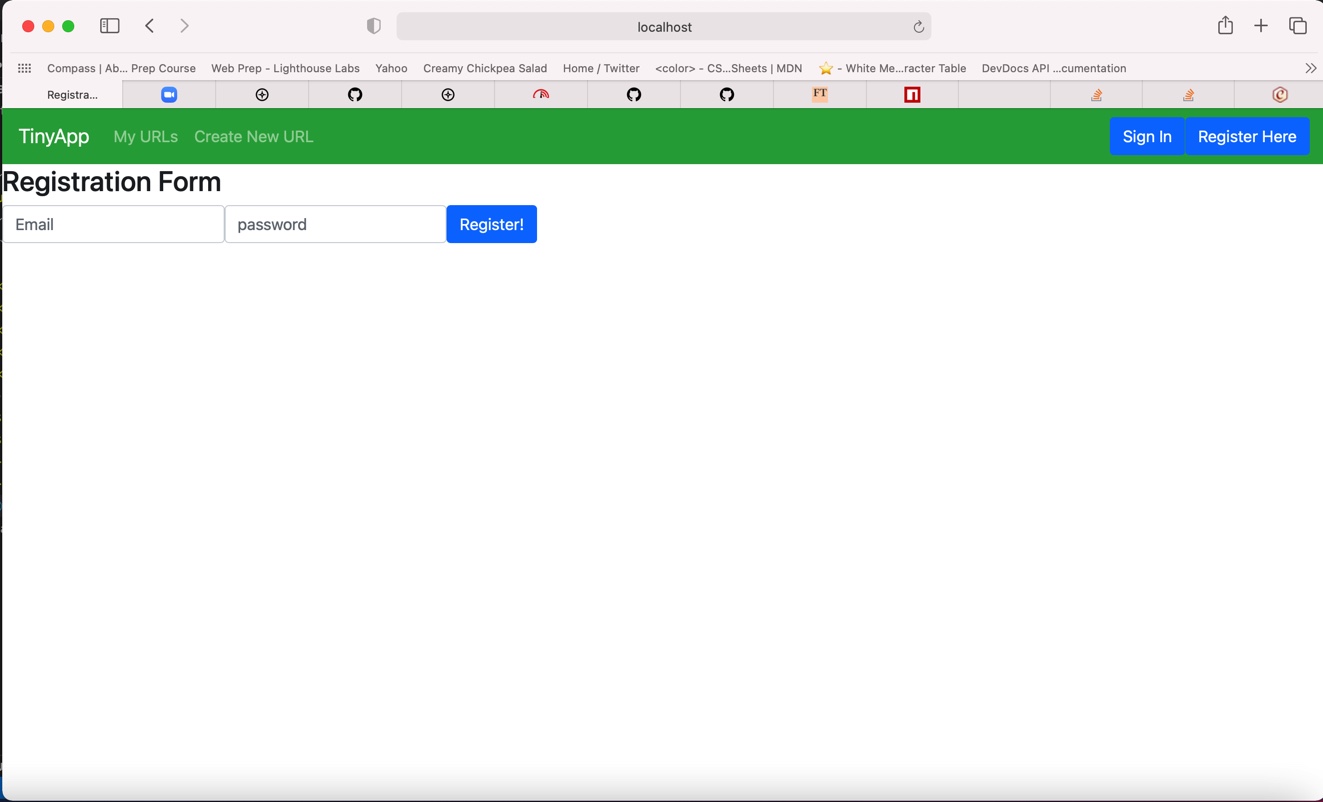 localhost
Compass | Ab... Prep Course Web Prep - Lighthouse Labs Yahoo Creamy Chickpea Salad Home / Twitter <color> - CS...Sheets | MDN ⭐ - White Me...racter Table DevDocs API ...cumentation
Registra... FT
TinyApp My URLs Create New URL Sign In Register Here
Registration Form
Email password Register!